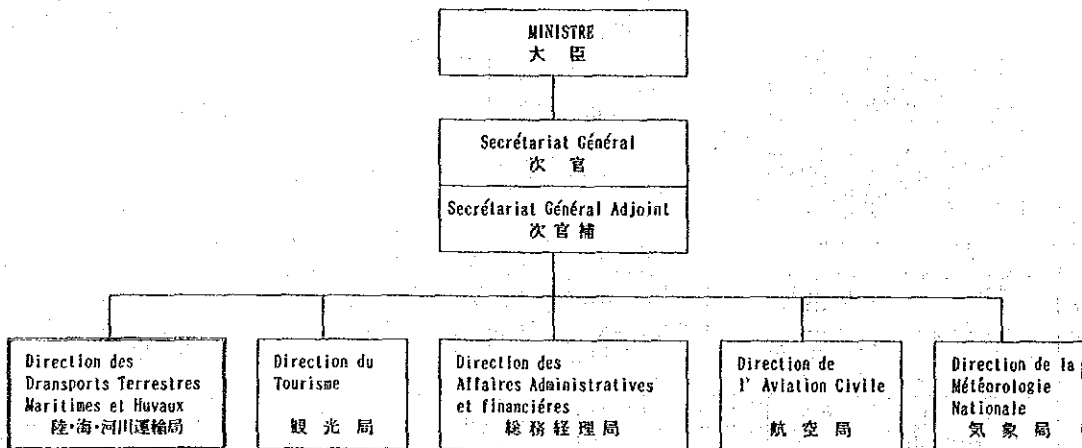 MINISTRE
大臣
Secrétariat Général
次官
Secrétariat Général Adjoint
次官補
Direction des
Dransports Terrestres
Maritimes et Huvaux
陸・海・河川運輸局
Direction du
Tourisme
観光局
Direction des
Affaires Administratives
et financiéres
総務経理局
Direction de
l' Aviation Civile
航空局
Direction de la
Météorologie
Nationale
気象局